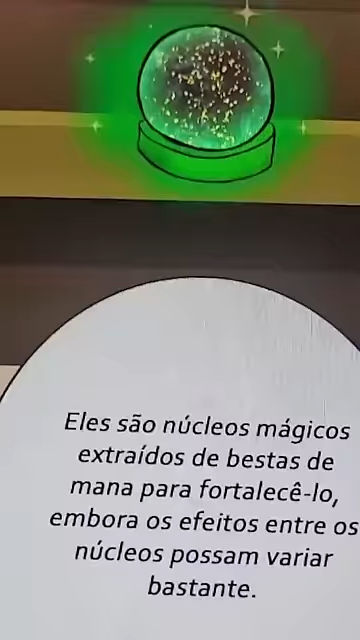 Eles são núcleos mágicos
extraídos de bestas de
mana para fortalecê-lo,
embora os efeitos entre os
núcleos possam variar
bastante.